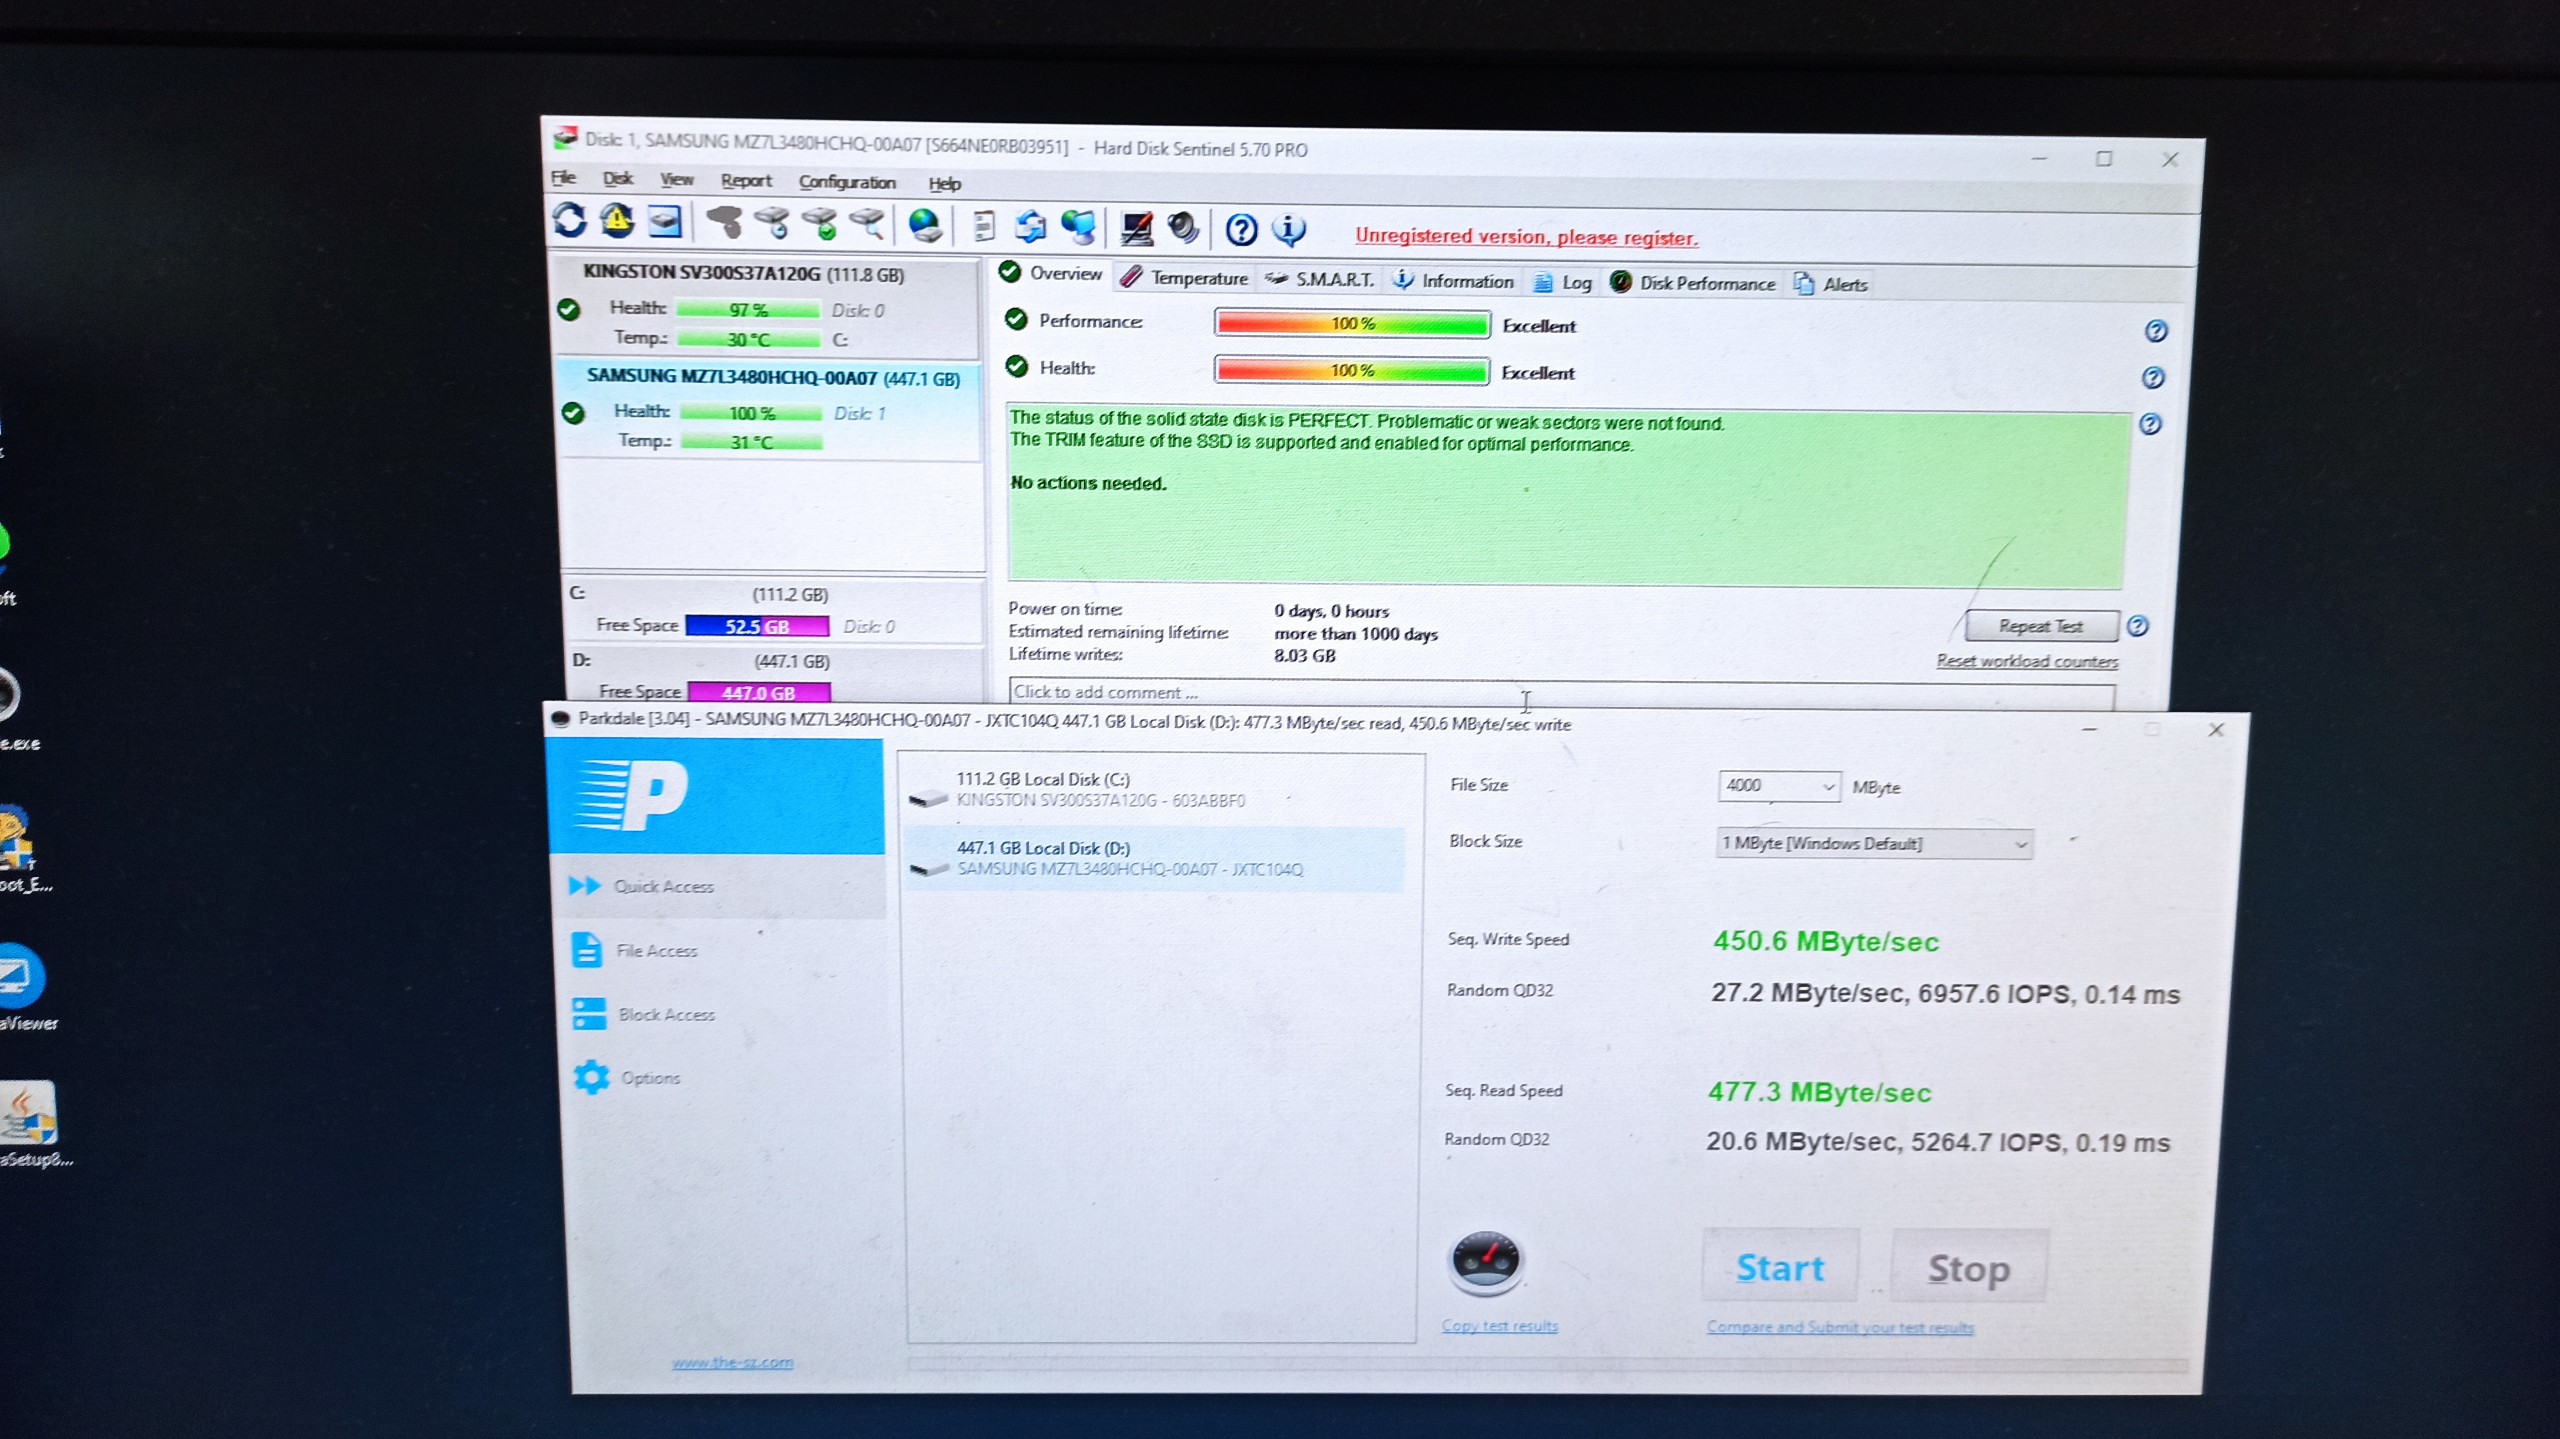 Disk: 1, SAMSUNG MZ7L3480HCHQ-00A07 [S664NE0RB03951] - Hard Disk Sentinel 5.70 PRO
File Disk View Report Configuration Help
Unregistered version, please register.
KINGSTON SV300S37A120G (111.8 GB)
Health: 97 % Disk: 0
Temp.: 30 °C C:
SAMSUNG MZ7L3480HCHQ-00A07 (447.1 GB)
Health: 100 % Disk: 1
Temp.: 31 °C
C: (111.2 GB)
Free Space 52.5 GB Disk: 0
D: (447.1 GB)
Free Space 447.0 GB
Overview Temperature S.M.A.R.T. Information Log Disk Performance Alerts
Performance: 100 % Excellent
Health: 100 % Excellent
The status of the solid state disk is PERFECT. Problematic or weak sectors were not found.
The TRIM feature of the SSD is supported and enabled for optimal performance.
No actions needed.
Power on time: 0 days, 0 hours
Estimated remaining lifetime: more than 1000 days
Lifetime writes: 8.03 GB
Repeat Test
Reset workload counters
Click to add comment ...
Parkdale [3.04] - SAMSUNG MZ7L3480HCHQ-00A07 - JXTC104Q 447.1 GB Local Disk (D:): 477.3 MByte/sec read, 450.6 MByte/sec write
P
Quick Access
File Access
Block Access
Options
www.the-sz.com
111.2 GB Local Disk (C:)
KINGSTON SV300S37A120G - 603ABBF0
447.1 GB Local Disk (D:)
SAMSUNG MZ7L3480HCHQ-00A07 - JXTC104Q
File Size 4000 MByte
Block Size 1 MByte [Windows Default]
Seq. Write Speed 450.6 MByte/sec
Random QD32 27.2 MByte/sec, 6957.6 IOPS, 0.14 ms
Seq. Read Speed 477.3 MByte/sec
Random QD32 20.6 MByte/sec, 5264.7 IOPS, 0.19 ms
Start Stop
Copy test results
Compare and Submit your test results
oft
e.exe
oot_E...
aViewer
aSetup8...